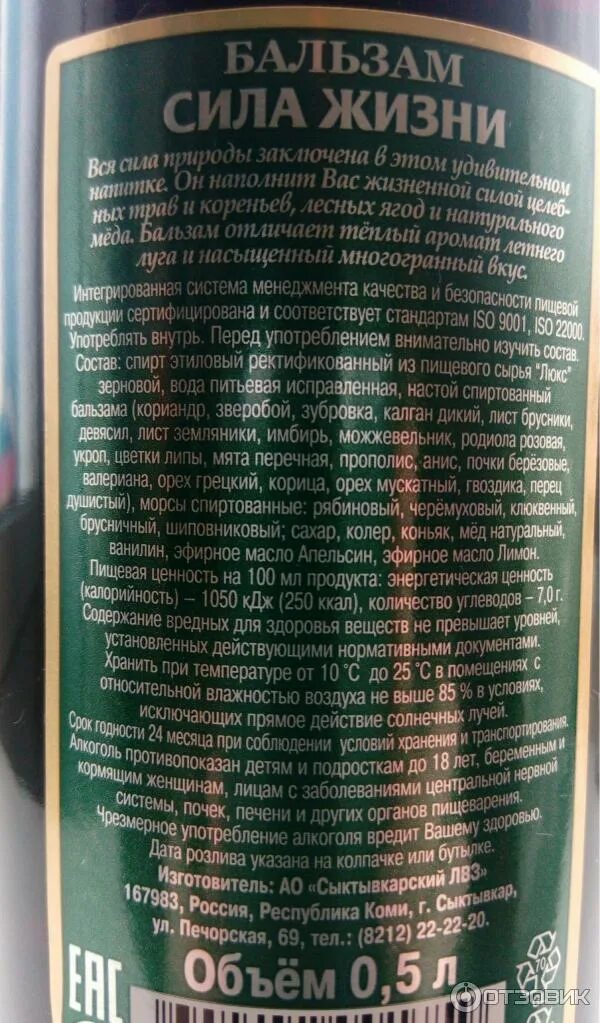 БАЛЬЗАМ
СИЛА ЖИЗНИ
Вся сила природы заключена в этом удивительном
напитке. Он наполнит Вас жизненной силой целеб-
ных трав и кореньев, лесных ягод и натурального
мёда. Бальзам отличает тёплый аромат летнего
луга и насыщенный многогранный вкус.
Интегрированная система менеджмента качества и безопасности пищевой
продукции сертифицирована и соответствует стандартам ISO 9001, ISO 22000.
Употреблять внутрь. Перед употреблением внимательно изучить состав.
Состав: спирт этиловый ректификованный из пищевого сырья "Люкс"
зерновой, вода питьевая исправленная, настой спиртованный
бальзама (кориандр, зверобой, зубровка, калган дикий, лист брусники,
девясил, лист земляники, имбирь, можжевельник, родиола розовая,
укроп, цветки липы, мята перечная, прополис, анис, почки берёзовые,
валериана, орех грецкий, корица, орех мускатный, гвоздика, перец
душистый), морсы спиртованные: рябиновый, черёмуховый, клюквенный,
брусничный, шиповниковый; сахар, колер, коньяк, мёд натуральный,
ванилин, эфирное масло Апельсин, эфирное масло Лимон.
Пищевая ценность на 100 мл продукта: энергетическая ценность
(калорийность) – 1050 кДж (250 ккал), количество углеводов – 7,0 г.
Содержание вредных для здоровья веществ не превышает уровней,
установленных действующими нормативными документами.
Хранить при температуре от 10 °С до 25 °С в помещениях с
относительной влажностью воздуха не выше 85 % в условиях,
исключающих прямое действие солнечных лучей.
Срок годности 24 месяца при соблюдении условий хранения и транспортирования.
Алкоголь противопоказан детям и подросткам до 18 лет, беременным и
кормящим женщинам, лицам с заболеваниями центральной нервной
системы, почек, печени и других органов пищеварения.
Чрезмерное употребление алкоголя вредит Вашему здоровью.
Дата розлива указана на колпачке или бутылке.
Изготовитель: АО «Сыктывкарский ЛВЗ»
167983, Россия, Республика Коми, г. Сыктывкар,
ул. Печорская, 69, тел.: (8212) 22-22-20.
Объём 0,5 л
ЕАС
70
ОТЗОВИК